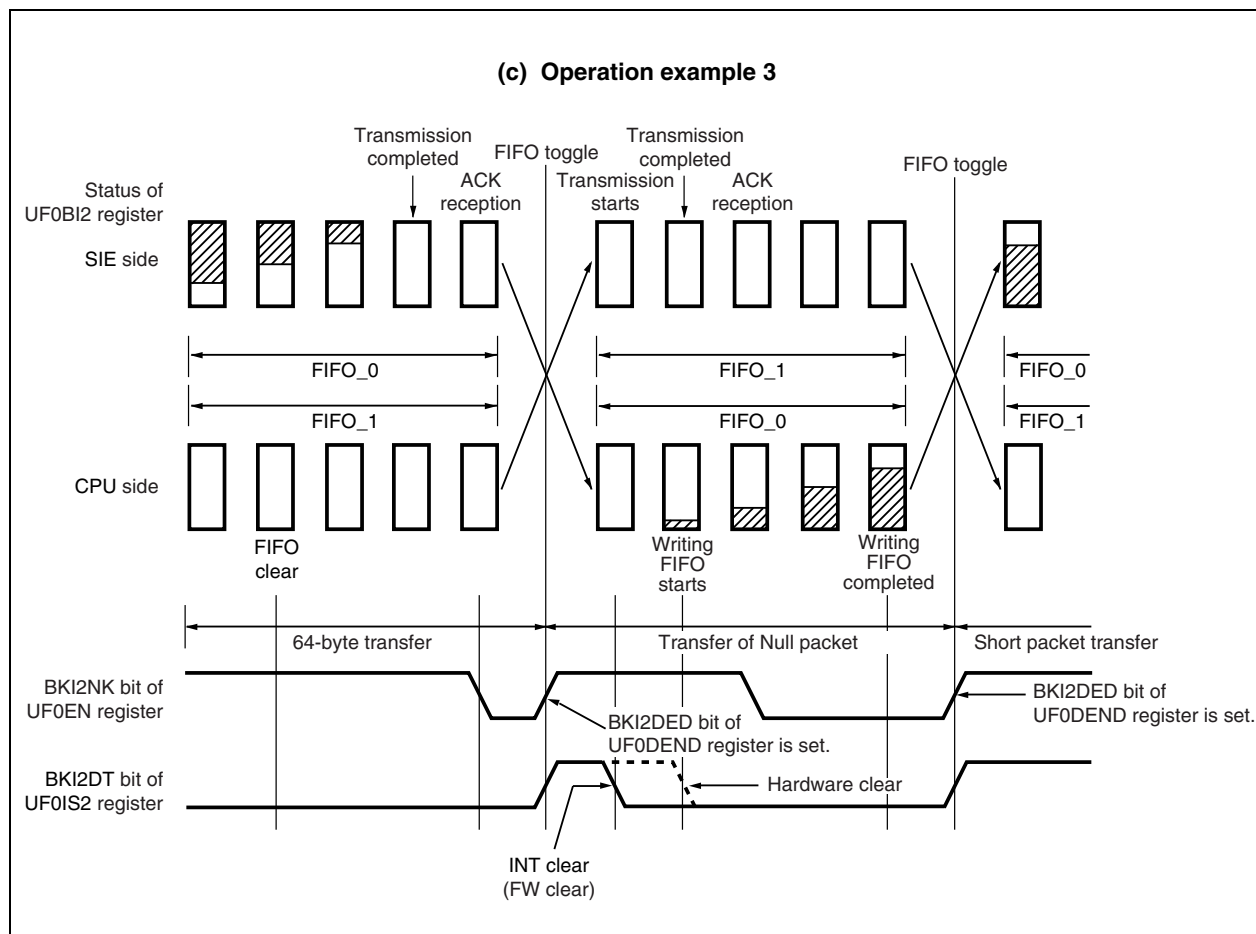 (c) Operation example 3
Transmission
completed
FIFO toggle
Transmission
completed
FIFO toggle
Status of
UF0BI2 register
ACK
reception
Transmission
starts
ACK
reception
SIE side
FIFO_0
FIFO_1
FIFO_0
FIFO_1
FIFO_0
FIFO_1
CPU side
FIFO
clear
Writing
FIFO
starts
Writing
FIFO
completed
64-byte transfer
Transfer of Null packet
Short packet transfer
BKI2NK bit of
UF0EN register
BKI2DED bit of
UF0DEND register is set.
BKI2DED bit of
UF0DEND register is set.
BKI2DT bit of
UF0IS2 register
Hardware clear
INT clear
(FW clear)